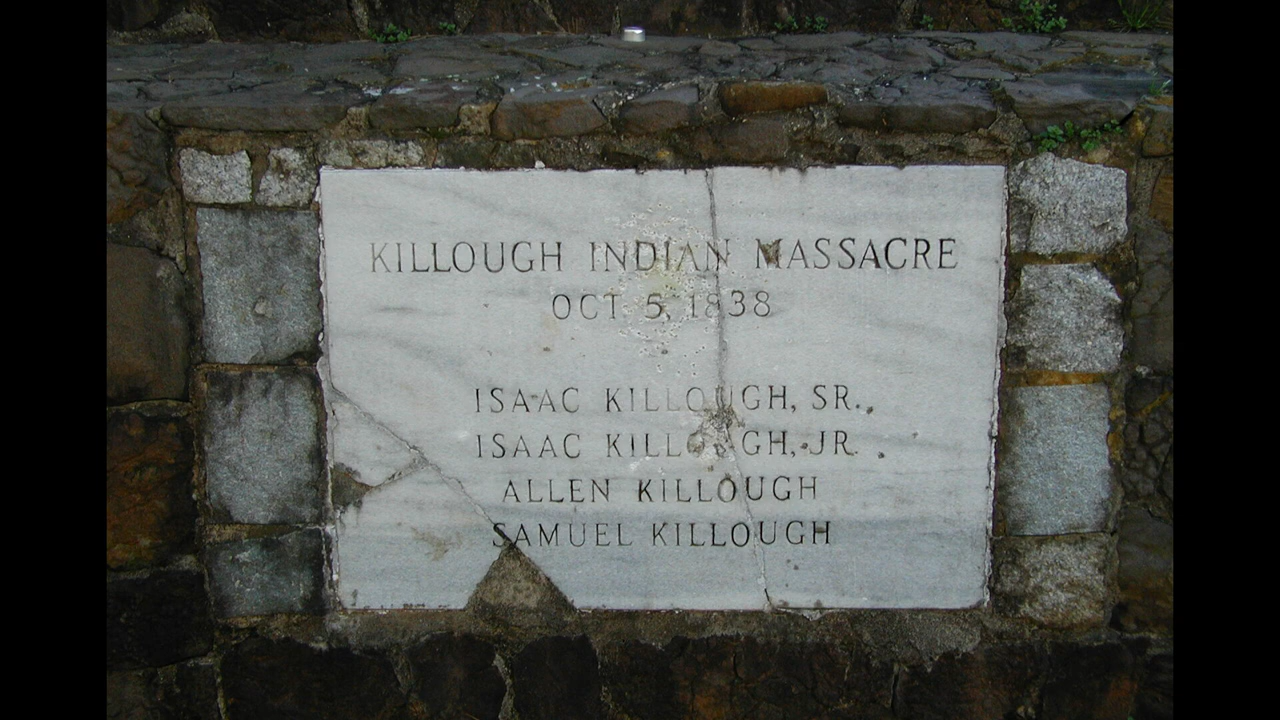 KILLOUGH INDIAN MASSACRE
OCT 5, 1838
ISAAC KILLOUGH, SR.,
ISAAC KILLOUGH, JR.
ALLEN KILLOUGH
SAMUEL KILLOUGH